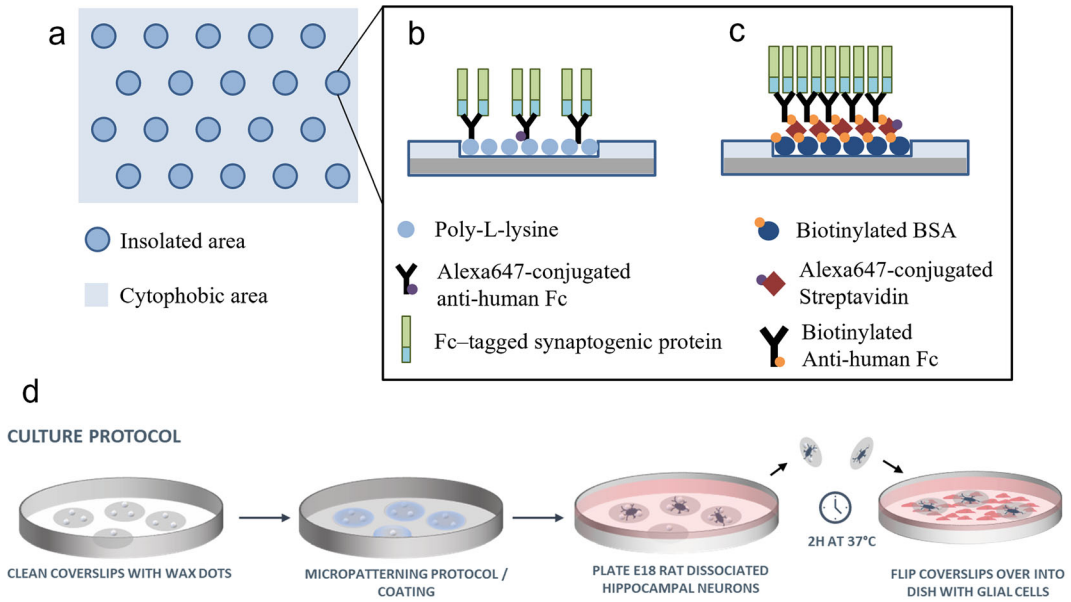 a
Insolated area
Cytophobic area
b
Poly-L-lysine
Alexa647-conjugated
anti-human Fc
Fc–tagged synaptogenic protein
c
Biotinylated BSA
Alexa647-conjugated
Streptavidin
Biotinylated
Anti-human Fc
d
CULTURE PROTOCOL
CLEAN COVERSLIPS WITH WAX DOTS
MICROPATTERNING PROTOCOL /
COATING
PLATE E18 RAT DISSOCIATED
HIPPOCAMPAL NEURONS
2H AT 37°C
FLIP COVERSLIPS OVER INTO
DISH WITH GLIAL CELLS